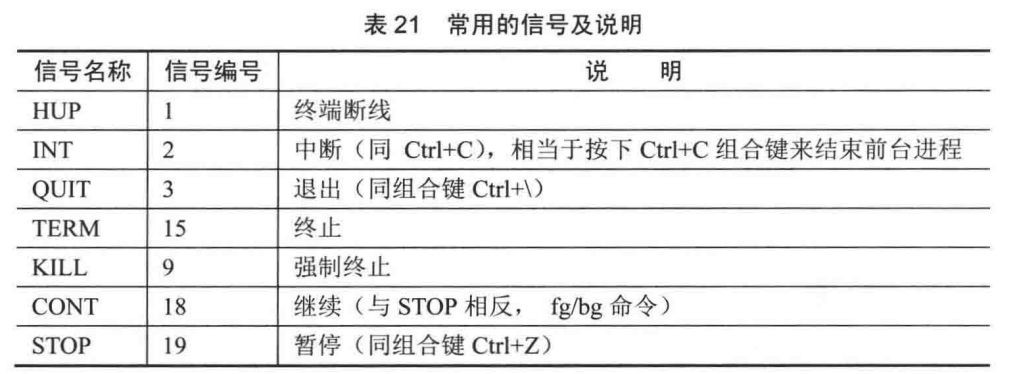 表 21 常用的信号及说明
信号名称 信号编号 说 明
HUP 1 终端断线
INT 2 中断（同 Ctrl+C），相当于按下 Ctrl+C 组合键来结束前台进程
QUIT 3 退出（同组合键 Ctrl+\）
TERM 15 终止
KILL 9 强制终止
CONT 18 继续（与 STOP 相反， fg/bg 命令）
STOP 19 暂停（同组合键 Ctrl+Z）